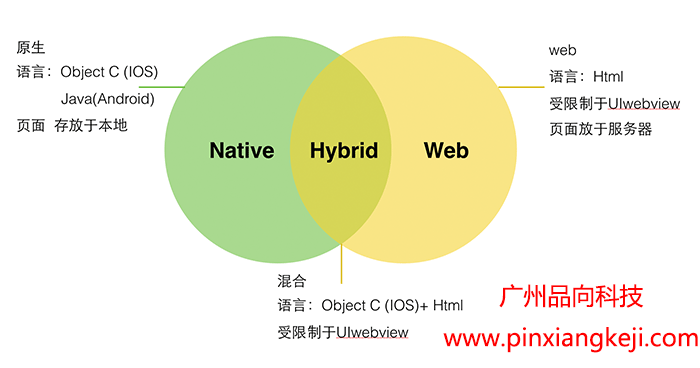 原生
语言：Object C (IOS)
Java(Android)
页面 存放于本地
web
语言：Html
受限制于UIwebview
页面放于服务器
Native
Hybrid
Web
混合
语言：Object C (IOS)+ Html
受限制于UIwebview
广州品向科技
www.pinxiangkeji.com